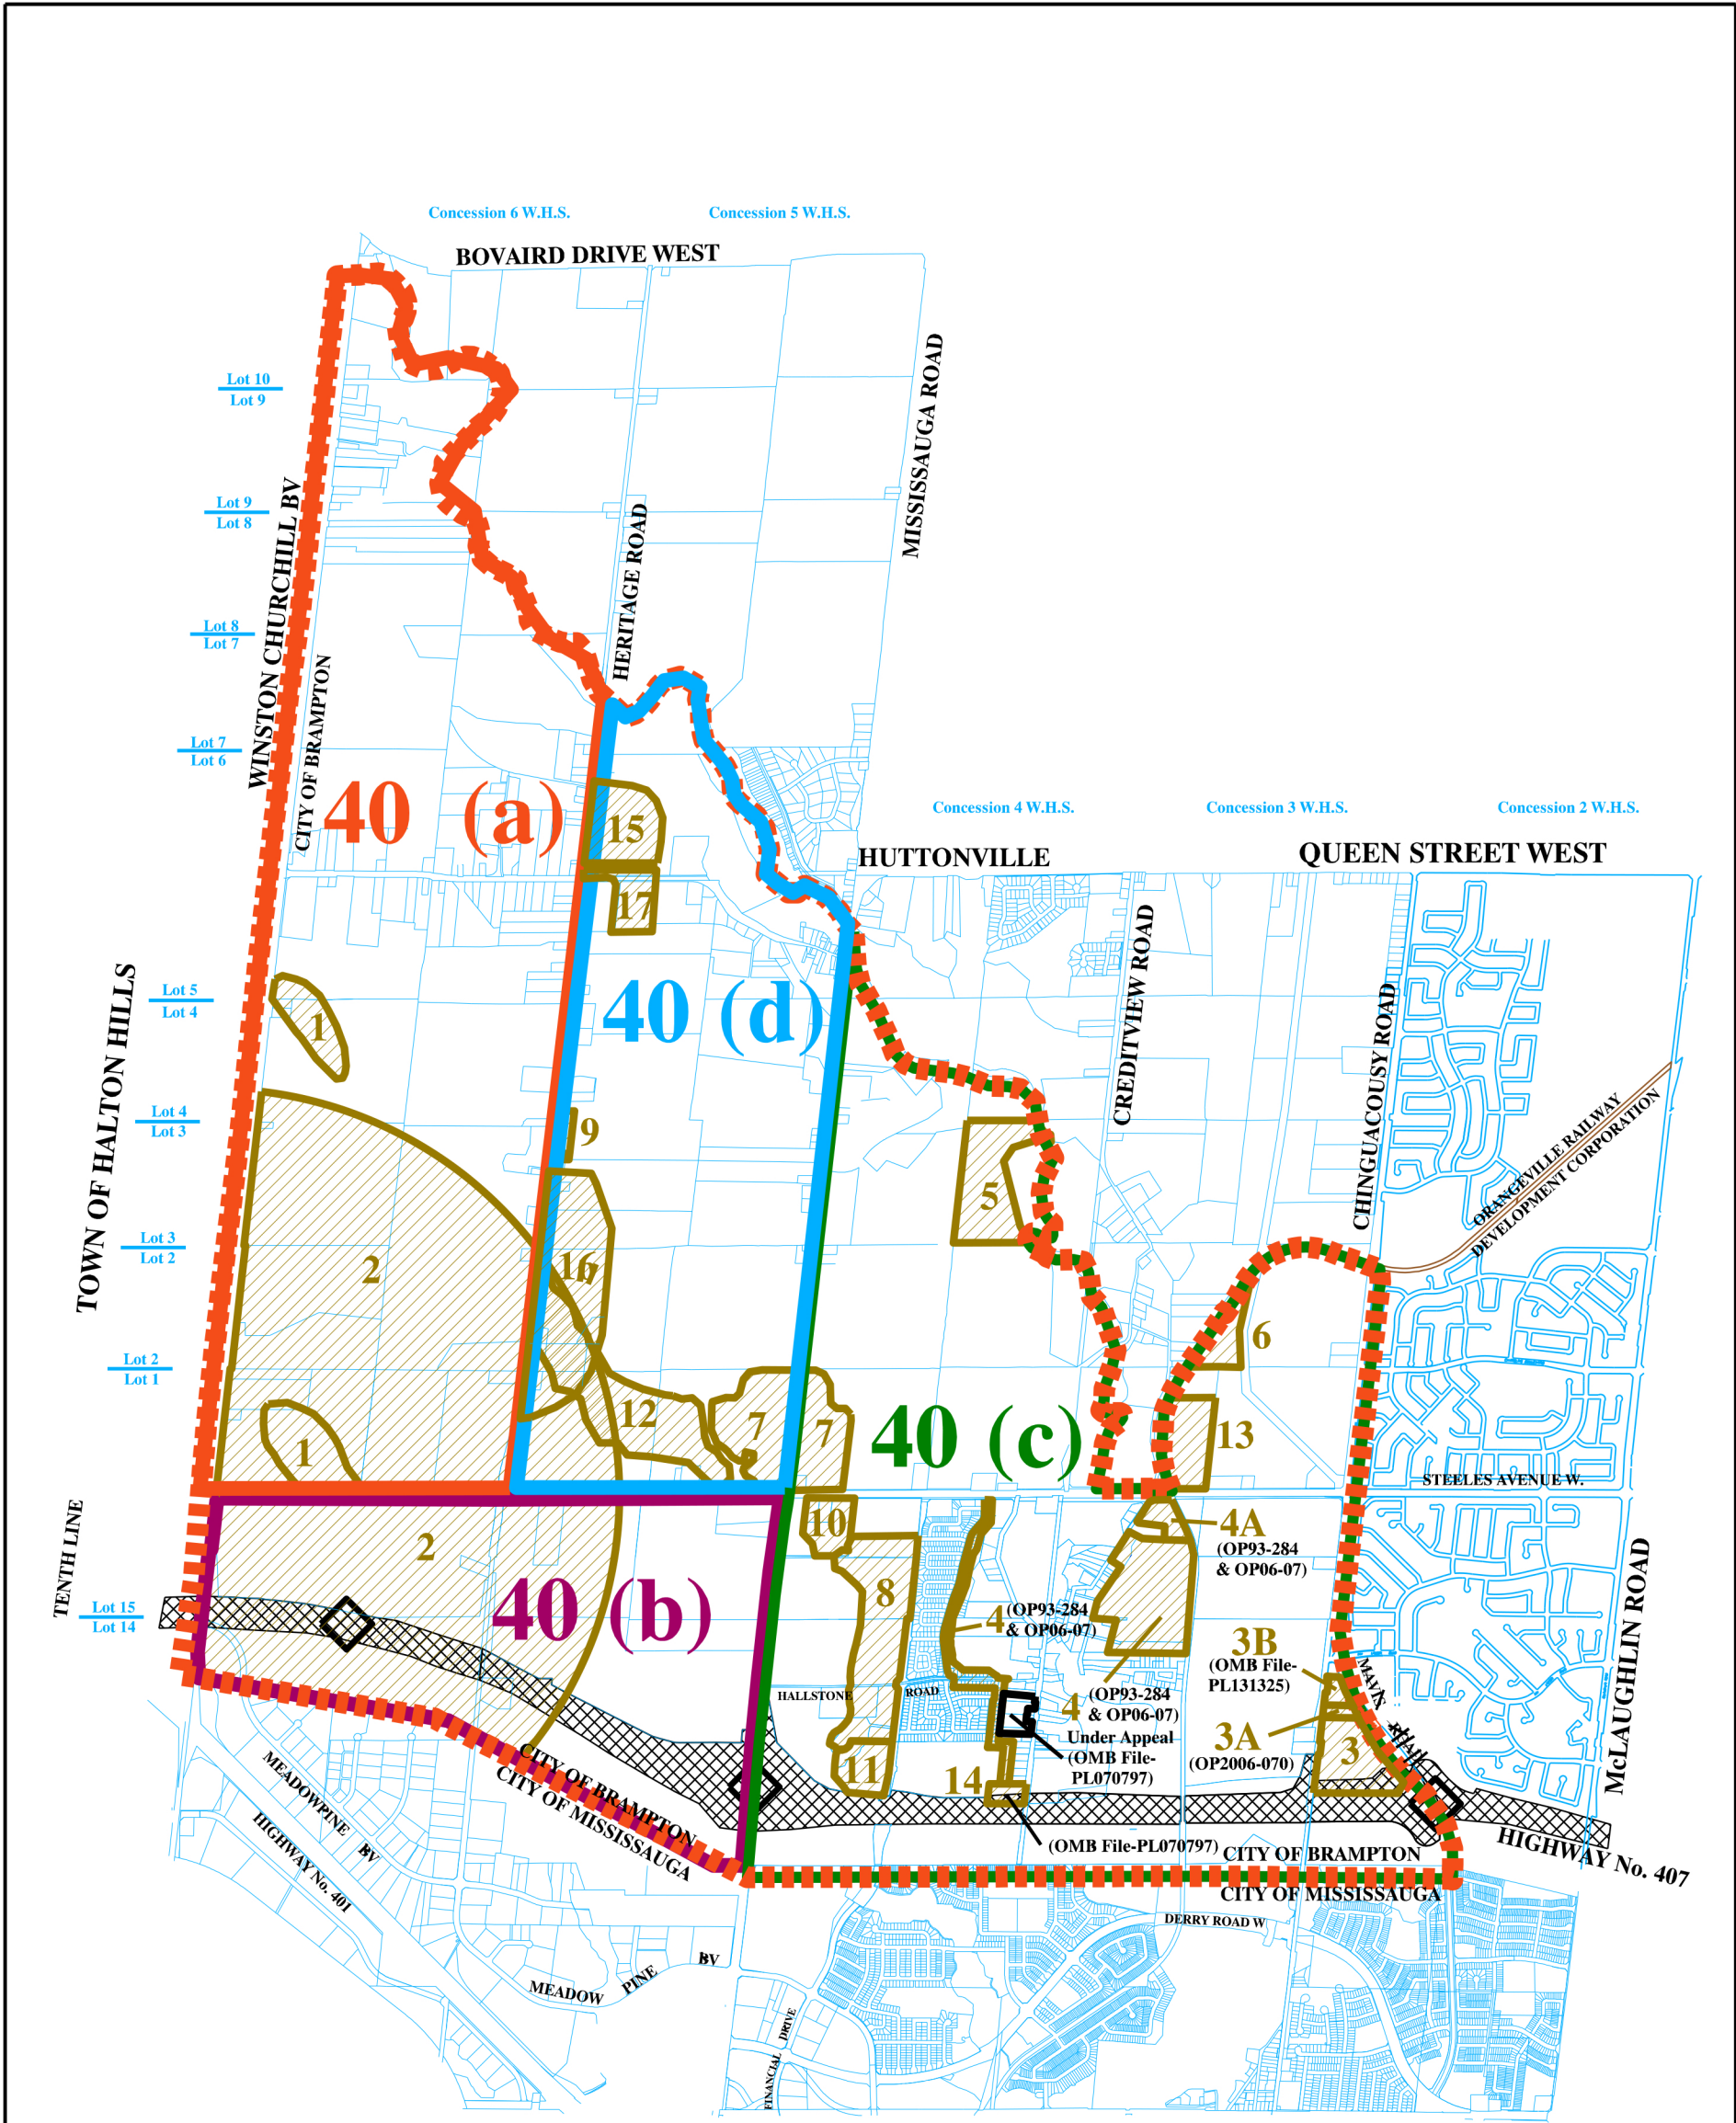 Concession 6 W.H.S.
Concession 5 W.H.S.
BOVAIRD DRIVE WEST
Lot 10
Lot 9
MISSISSAUGA ROAD
Lot 9
Lot 8
WINSTON CHURCHILL BV
HERITAGE ROAD
Lot 8
Lot 7
CITY OF BRAMPTON
Lot 7
Lot 6
40 (a)
Concession 4 W.H.S.
Concession 3 W.H.S.
Concession 2 W.H.S.
15
HUTTONVILLE
QUEEN STREET WEST
17
CREDITVIEW ROAD
TOWN OF HALTON HILLS
Lot 5
Lot 4
1
40 (d)
CHINGUACOUSY ROAD
Lot 4
Lot 3
9
ORANGEVILLE RAILWAY
DEVELOPMENT CORPORATION
5
Lot 3
Lot 2
2
16
6
Lot 2
Lot 1
12
7
7
1
40 (c)
13
STEELES AVENUE W.
TENTH LINE
10
4A
(OP93-284
& OP06-07)
2
8
40 (b)
Lot 15
Lot 14
4
(OP93-284
& OP06-07)
McLAUGHLIN ROAD
3B
(OMB File-
PL131325)
MAVIS
ROAD
HALLSTONE
ROAD
4
(OP93-284
& OP06-07)
Under Appeal
(OMB File-
PL070797)
3A
(OP2006-070)
3
11
14
CITY OF BRAMPTON
CITY OF MISSISSAUGA
MEADOWPINE
BV
HIGHWAY No. 401
(OMB File-PL070797)
CITY OF BRAMPTON
HIGHWAY No. 407
CITY OF MISSISSAUGA
DERRY ROAD W
MEADOW
PINE
BV
FINANCIAL
DRIVE